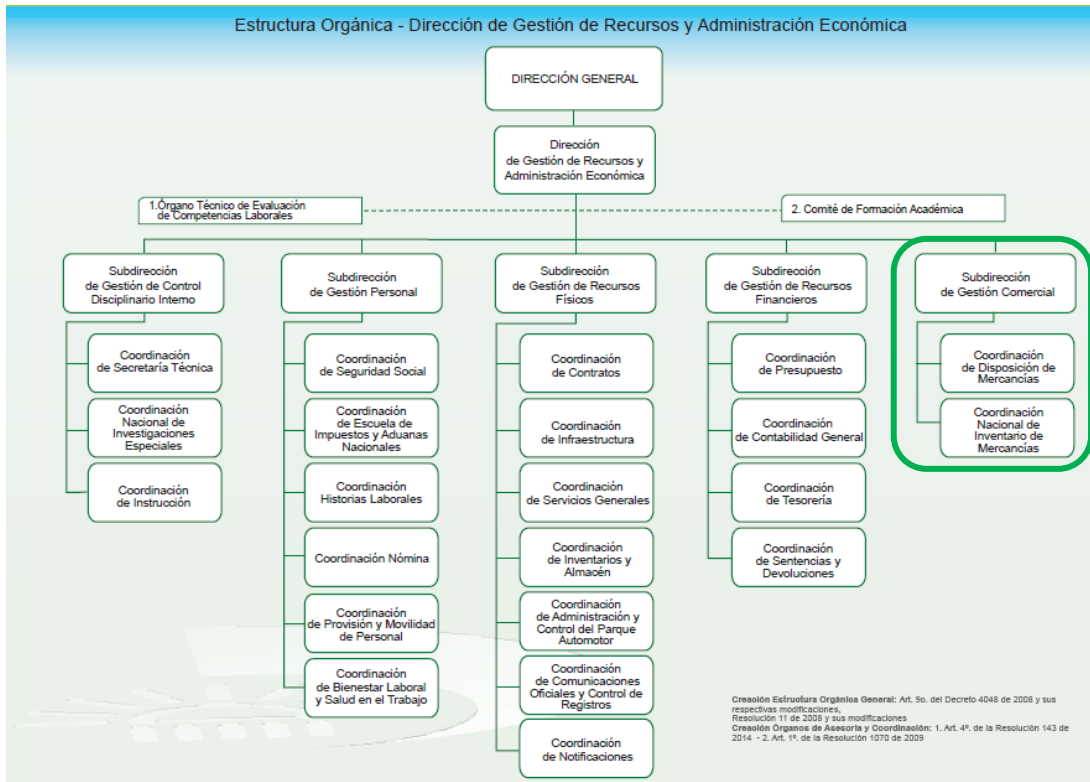 Estructura Orgánica - Dirección de Gestión de Recursos y Administración Económica
DIRECCIÓN GENERAL
Dirección
de Gestión de Recursos y
Administración Económica
1.Órgano Técnico de Evaluación
de Competencias Laborales
2. Comité de Formación Académica
Subdirección
de Gestión de Control
Disciplinario Interno
Coordinación
de Secretaría Técnica
Coordinación
Nacional de
Investigaciones
Especiales
Coordinación
de Instrucción
Subdirección
de Gestión Personal
Coordinación
de Seguridad Social
Coordinación
de Escuela de
Impuestos y Aduanas
Nacionales
Coordinación
Historias Laborales
Coordinación Nómina
Coordinación
de Provisión y Movilidad
de Personal
Coordinación
de Bienestar Laboral
y Salud en el Trabajo
Subdirección
de Gestión de Recursos
Físicos
Coordinación
de Contratos
Coordinación
de Infraestructura
Coordinación
de Servicios Generales
Coordinación
de Inventarios y
Almacén
Coordinación
de Administración y
Control del Parque
Automotor
Coordinación
de Comunicaciones
Oficiales y Control de
Registros
Coordinación
de Notificaciones
Subdirección
de Gestión de Recursos
Financieros
Coordinación
de Presupuesto
Coordinación
de Contabilidad General
Coordinación
de Tesorería
Coordinación
de Sentencias y
Devoluciones
Subdirección
de Gestión Comercial
Coordinación
de Disposición de
Mercancías
Coordinación
Nacional de
Inventario de
Mercancías
Creación Estructura Orgánica General: Art. 9o. del Decreto 4048 de 2008 y sus
respectivas modificaciones,
Resolución 11 de 2008 y sus modificaciones
Creación Órganos de Asesoría y Coordinación: 1. Art. 4º. de la Resolución 143 de
2014 - 2. Art. 1º. de la Resolución 1070 de 2009